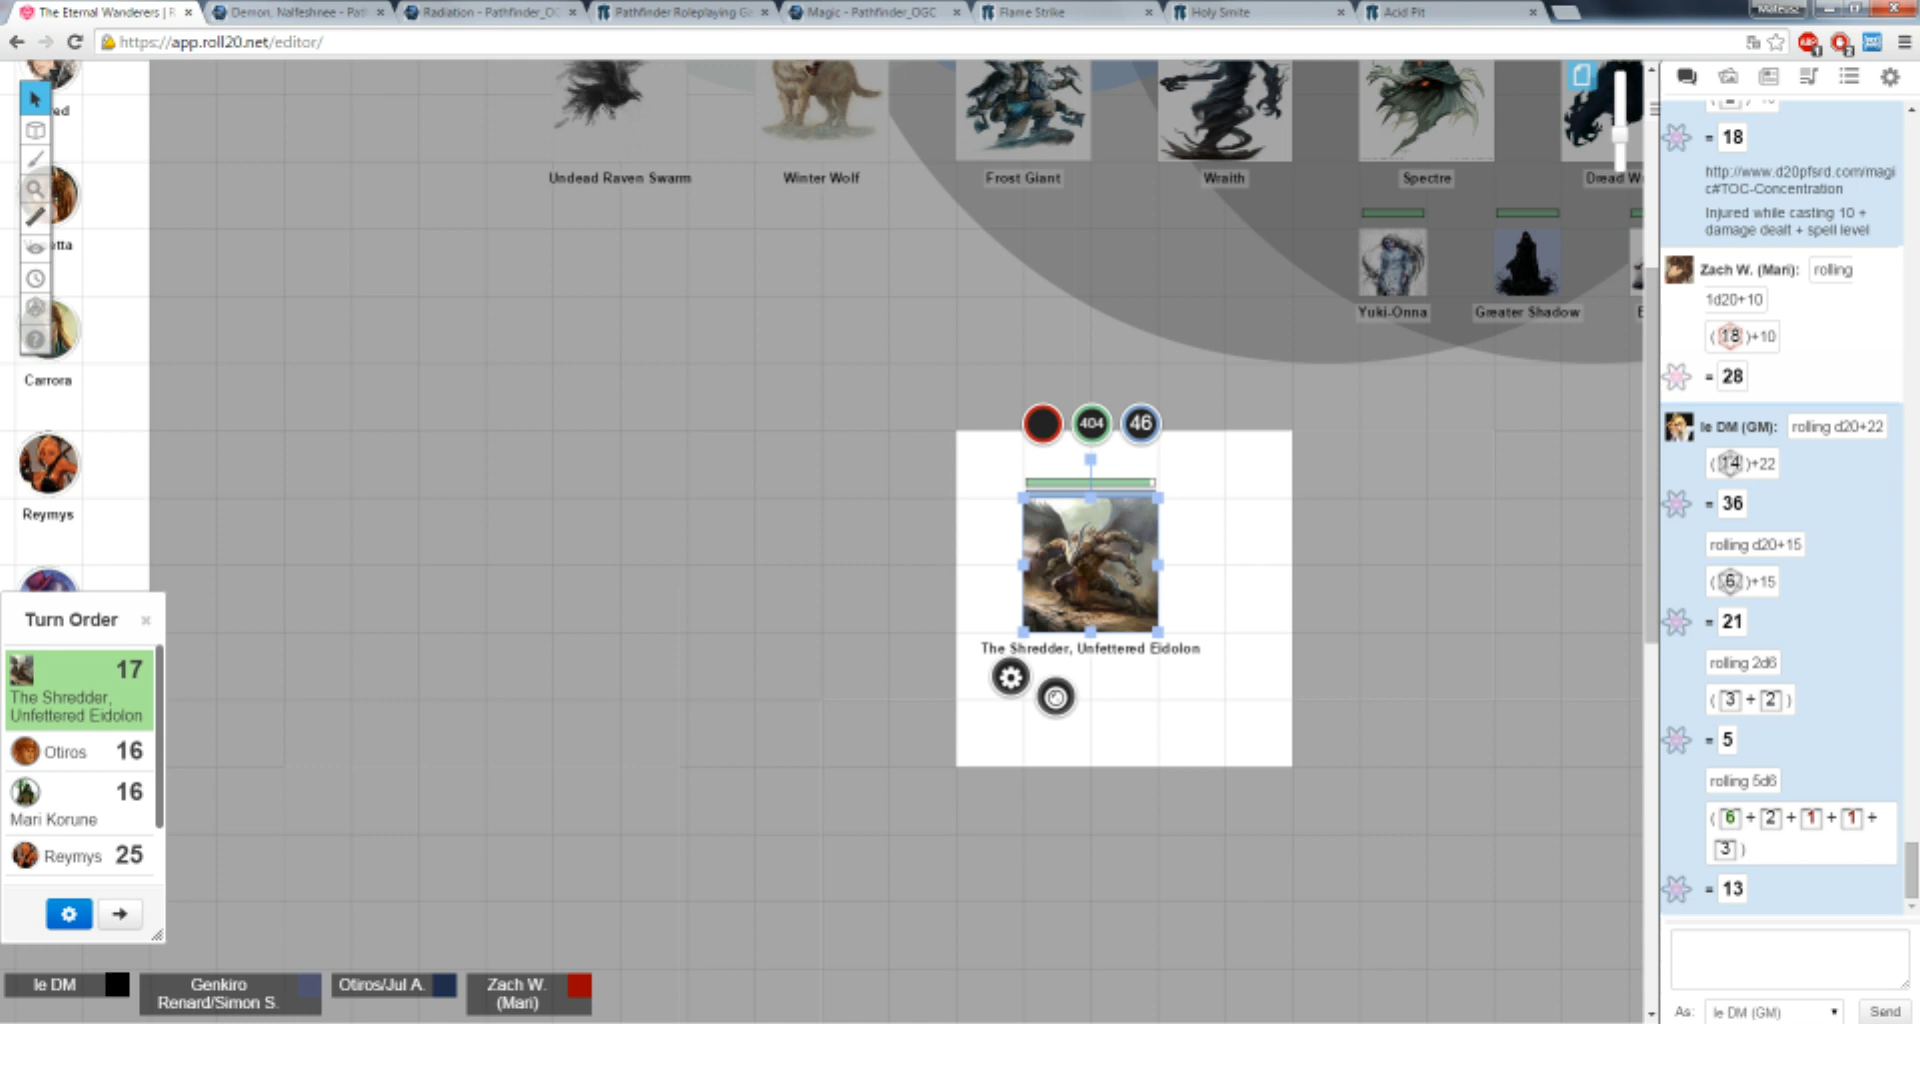 The Eternal Wanderers | R
Demon, Nalfeshnee - Pat
Radiation - Pathfinder_OC
Pathfinder Roleplaying G
Magic - Pathfinder_OGC
Flame Strike
Holy Smite
Acid Pit
Mateusz
https://app.roll20.net/editor/
ed
etta
Carrora
Reymys
Undead Raven Swarm
Winter Wolf
Frost Giant
Wraith
Spectre
Dread W
Yuki-Onna
Greater Shadow
E
404
46
The Shredder, Unfettered Eidolon
Turn Order
17
The Shredder,
Unfettered Eidolon
Otiros 16
16
Mari Korune
Reymys 25
le DM
Genkiro
Renard/Simon S.
Otiros/Jul A.
Zach W.
(Mari)
= 18
http://www.d20pfsrd.com/magi
c#TOC-Concentration
Injured while casting 10 +
damage dealt + spell level
Zach W. (Mari): rolling
1d20+10
(18)+10
= 28
le DM (GM): rolling d20+22
(14)+22
= 36
rolling d20+15
(6)+15
= 21
rolling 2d6
(3 + 2)
= 5
rolling 5d6
(6 + 2 + 1 + 1 +
3)
= 13
As: le DM (GM)
Send